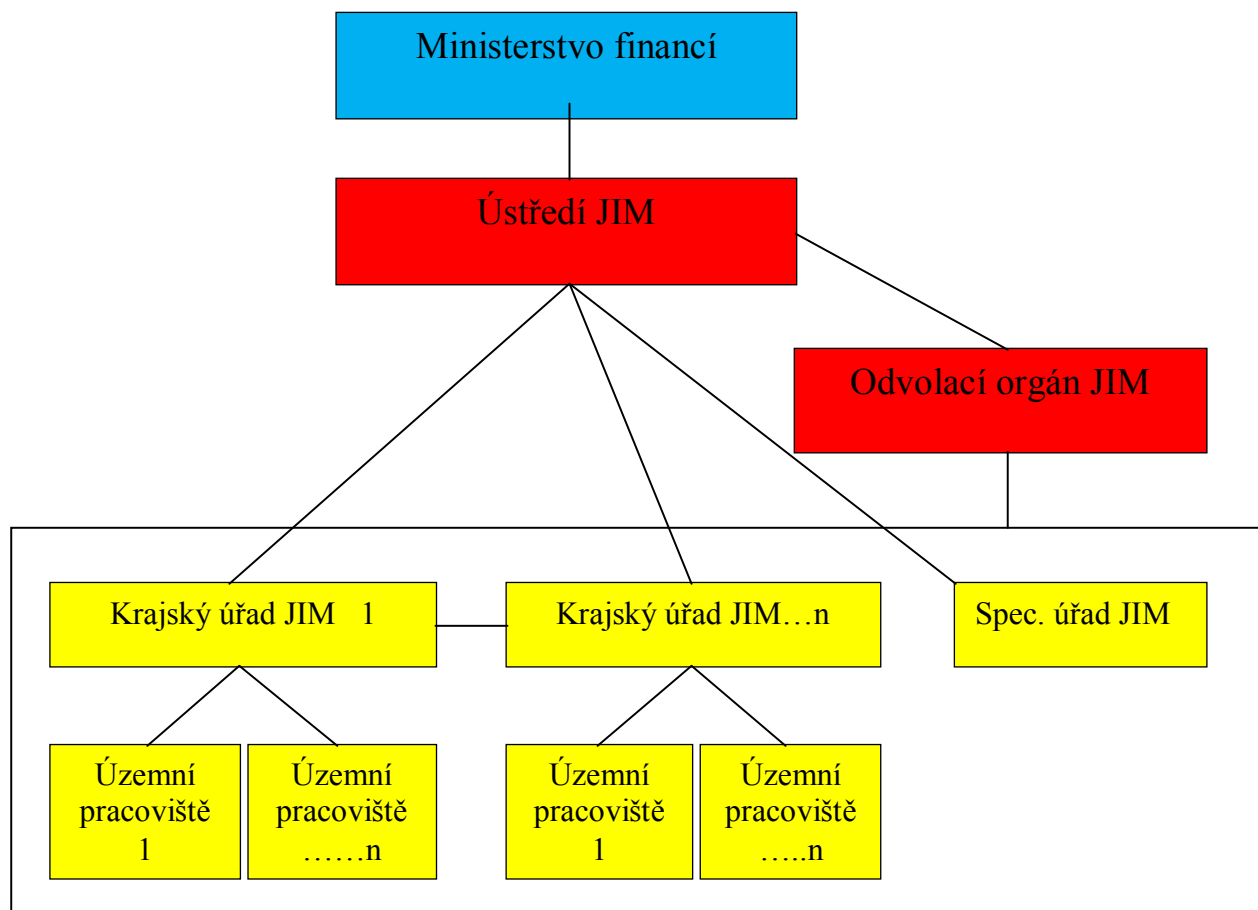 Ministerstvo financí
Ústředí JIM
Odvolací orgán JIM
Krajský úřad JIM 1
Krajský úřad JIM…n
Spec. úřad JIM
Územní
pracoviště
1
Územní
pracoviště
……n
Územní
pracoviště
1
Územní
pracoviště
…..n